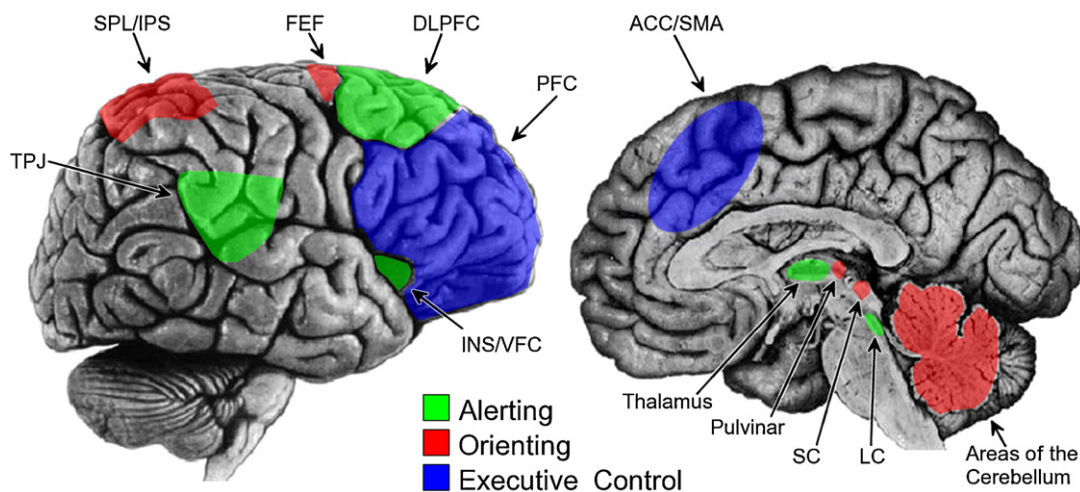 SPL/IPS
FEF
DLPFC
PFC
TPJ
INS/VFC
ACC/SMA
Thalamus
Pulvinar
SC
LC
Areas of the
Cerebellum
Alerting
Orienting
Executive Control